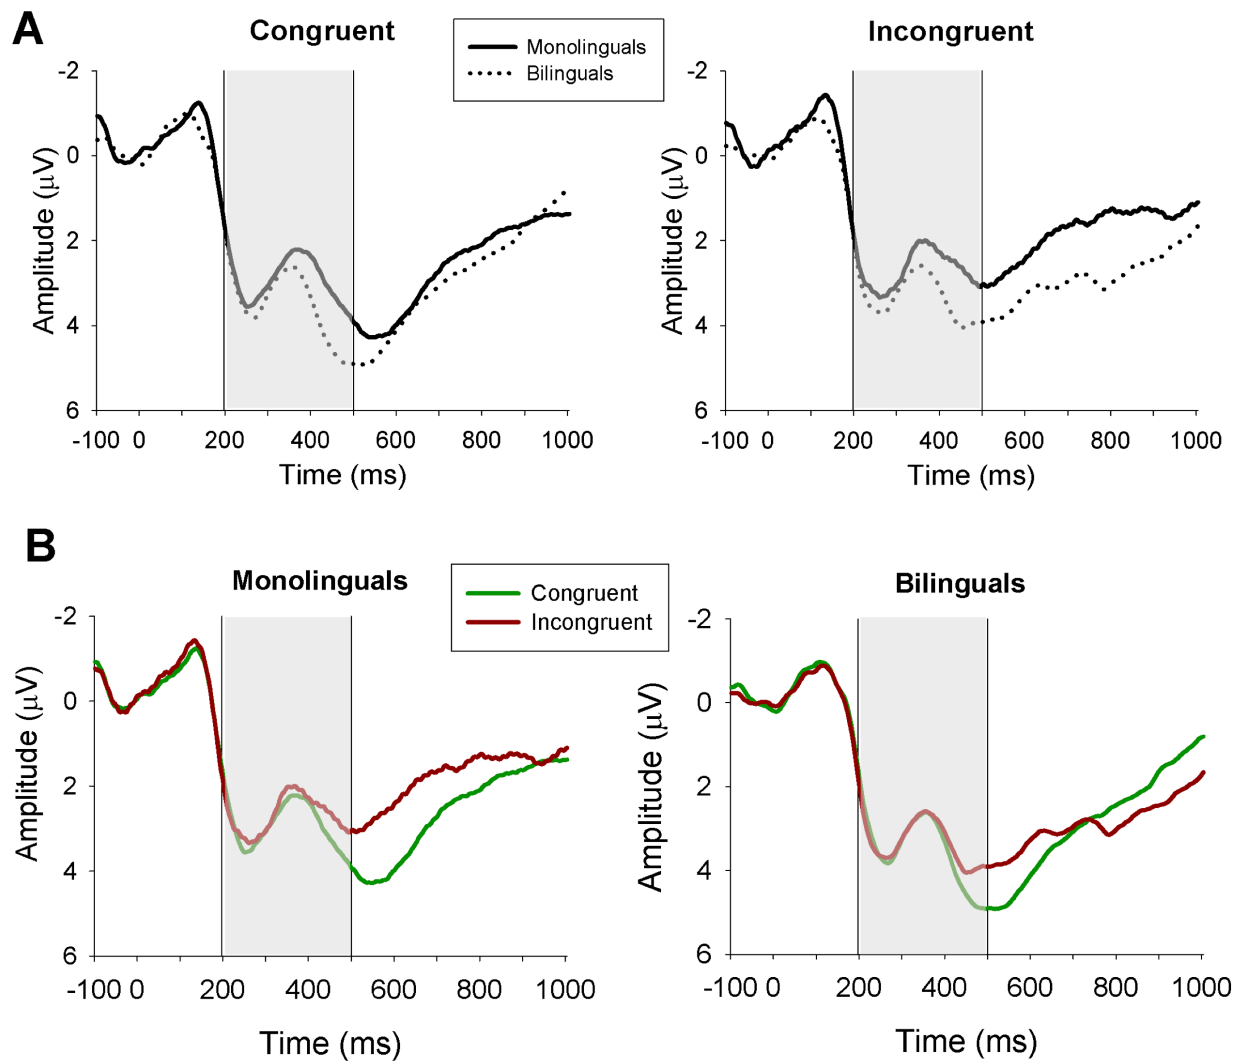 A
Congruent
Monolinguals
Bilinguals
Incongruent
-2
0
2
4
6
Amplitude (μV)
-100 0 200 400 600 800 1000
Time (ms)
-2
0
2
4
6
Amplitude (μV)
-100 0 200 400 600 800 1000
Time (ms)
B
Monolinguals
Congruent
Incongruent
Bilinguals
-2
0
2
4
6
Amplitude (μV)
-100 0 200 400 600 800 1000
Time (ms)
-2
0
2
4
6
Amplitude (μV)
-100 0 200 400 600 800 1000
Time (ms)